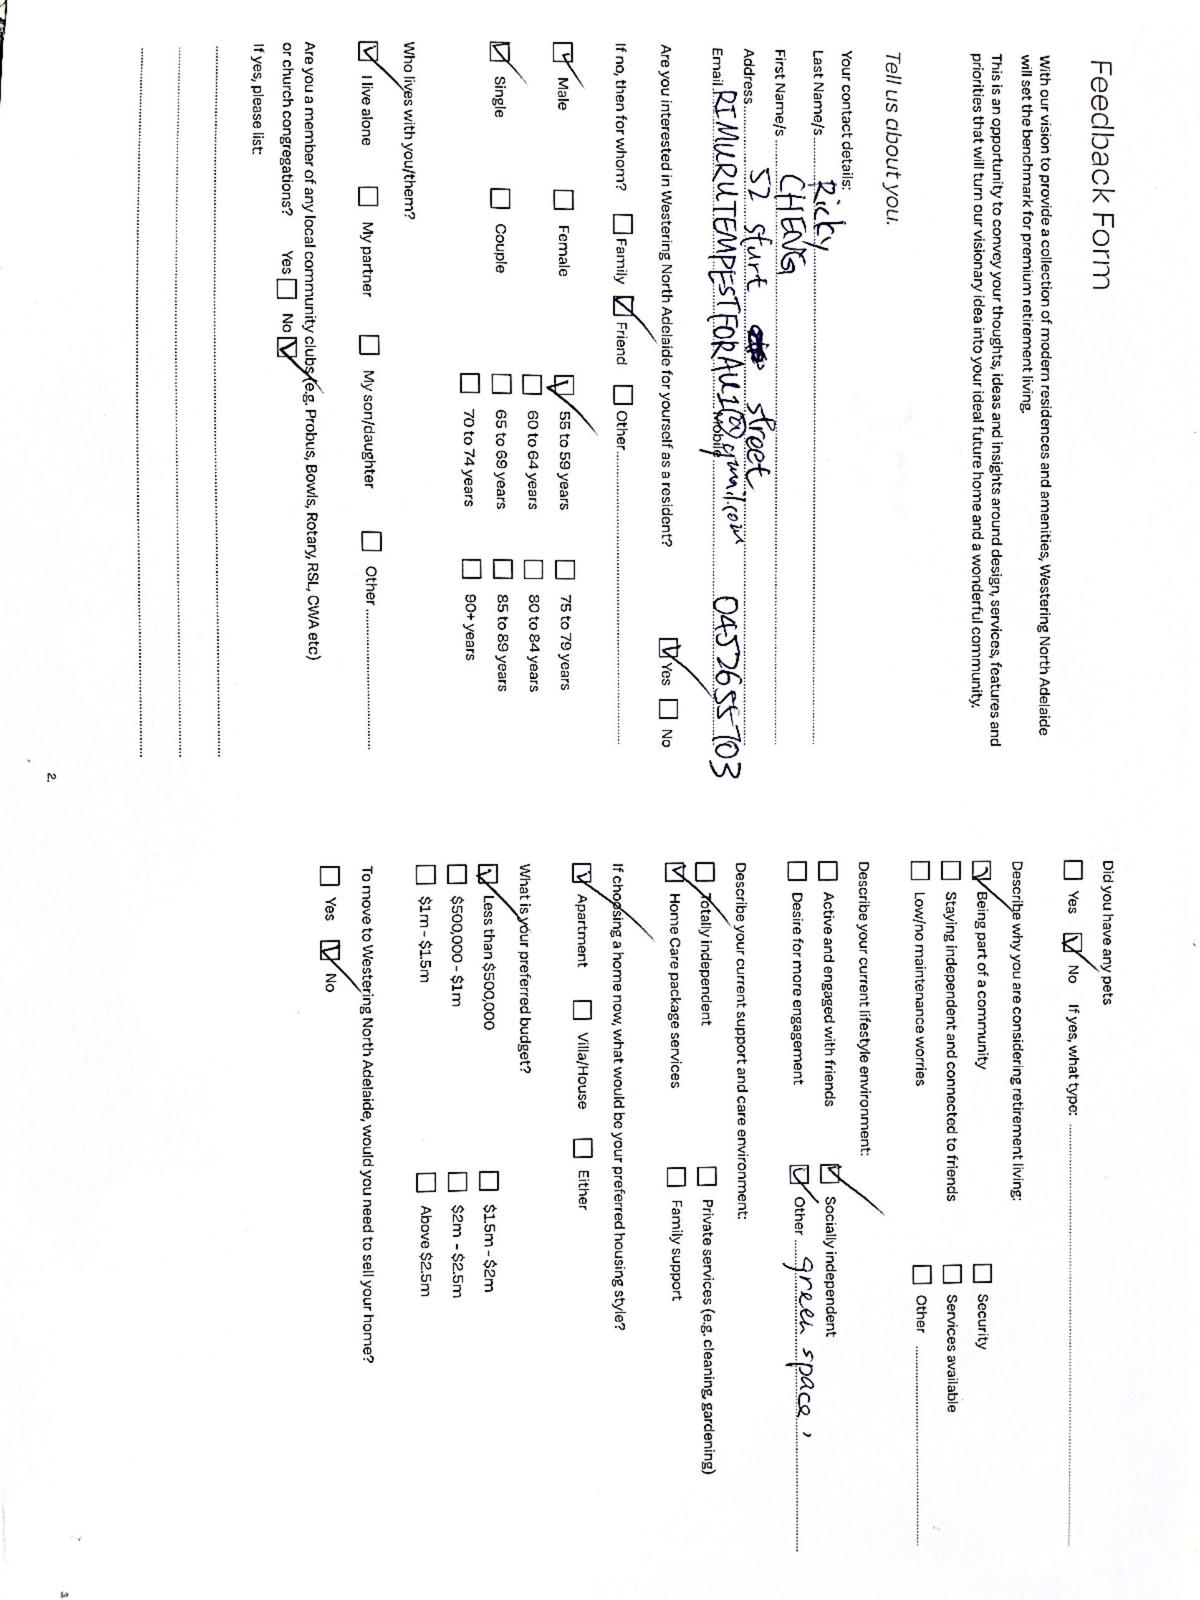 Feedback Form
With our vision to provide a collection of modern residences and amenities, Westering North Adelaide
will set the benchmark for premium retirement living.
This is an opportunity to convey your thoughts, ideas and insights around design, services, features and
priorities that will turn our visionary idea into your ideal future home and a wonderful community.
Tell us about you.
Your contact details:
Last Name/s Ricky
First Name/s CHENG
Address 52 sturt street
Email RIMURUTEMPESTFORALL1@gmail.com Mobile 0452655703
Are you interested in Westering North Adelaide for yourself as a resident? Yes No
If no, then for whom? Family Friend Other
Male Female 55 to 59 years 75 to 79 years
60 to 64 years 80 to 84 years
Single Couple 65 to 69 years 85 to 89 years
70 to 74 years 90+ years
Who lives with you/them?
I live alone My partner My son/daughter Other
Are you a member of any local community clubs (e.g. Probus, Bowls, Rotary, RSL, CWA etc)
or church congregations? Yes No
If yes, please list:
2.
Did you have any pets
Yes No If yes, what type:
Describe why you are considering retirement living:
Being part of a community Security
Staying independent and connected to friends Services available
Low/no maintenance worries Other
Describe your current lifestyle environment:
Active and engaged with friends Socially independent
Desire for more engagement Other green space,
Describe your current support and care environment:
Totally independent Private services (e.g. cleaning, gardening)
Home Care package services Family support
If choosing a home now, what would be your preferred housing style?
Apartment Villa/House Either
What is your preferred budget?
Less than $500,000 $1.5m - $2m
$500,000 - $1m $2m - $2.5m
$1m - $1.5m Above $2.5m
To move to Westering North Adelaide, would you need to sell your home?
Yes No
3